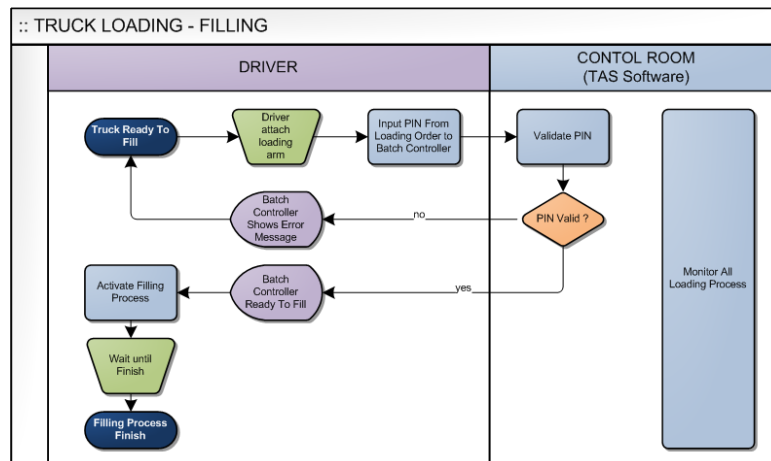 :: TRUCK LOADING - FILLING
DRIVER
CONTOL ROOM
(TAS Software)
Truck Ready To
Fill
Driver
attach
loading
arm
Input PIN From
Loading Order to
Batch Controller
Validate PIN
Batch
Controller
Shows Error
Message
no
PIN Valid ?
Monitor All
Loading Process
Activate Filling
Process
Batch
Controller
Ready To Fill
yes
Wait until
Finish
Filling Process
Finish